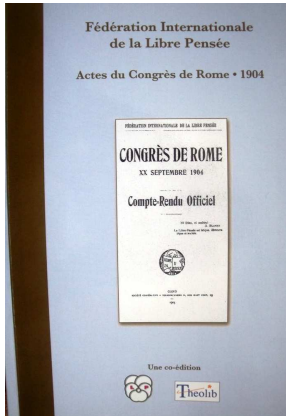 Fédération Internationale
de la Libre Pensée
Actes du Congrès de Rome • 1904
FÉDÉRATION INTERNATIONALE DE LA LIBRE PENSÉE
CONGRÈS DE ROME
XX SEPTEMBRE 1904
Compte-Rendu Officiel
Une co-édition
Theolib